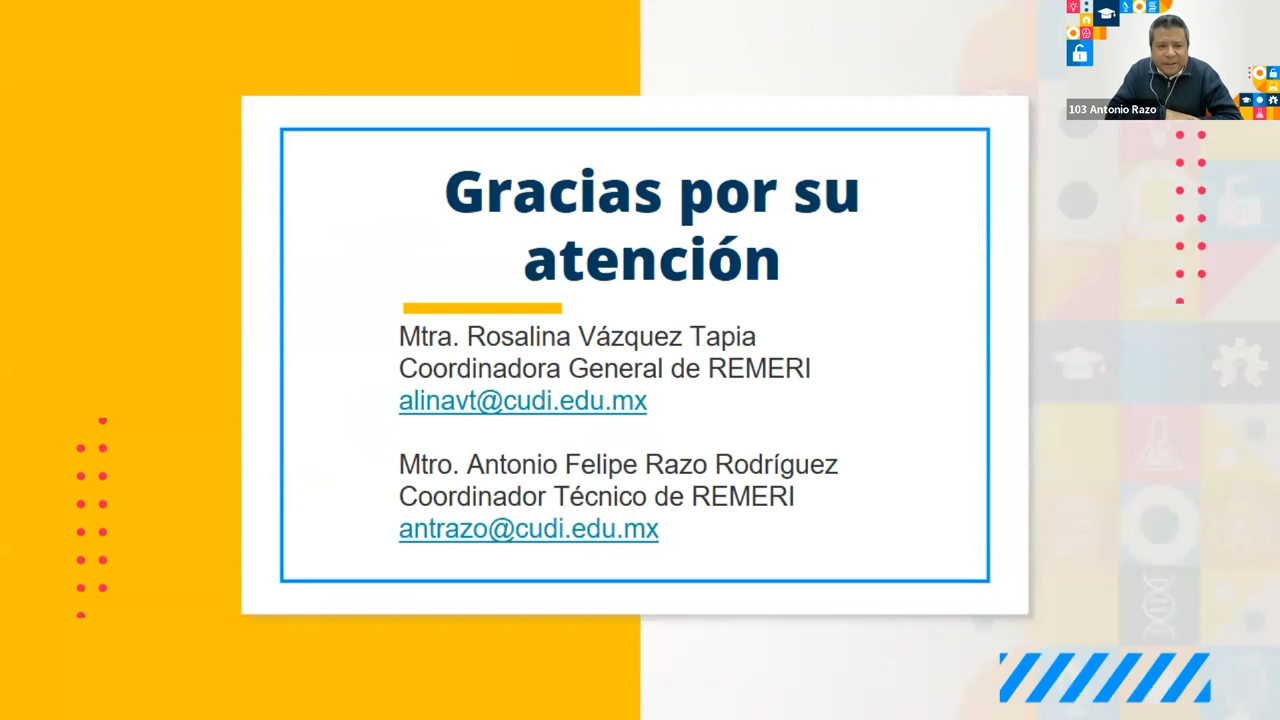 103 Antonio Razo
Gracias por su
atención
Mtra. Rosalina Vázquez Tapia
Coordinadora General de REMERI
alinavt@cudi.edu.mx
Mtro. Antonio Felipe Razo Rodríguez
Coordinador Técnico de REMERI
antrazo@cudi.edu.mx